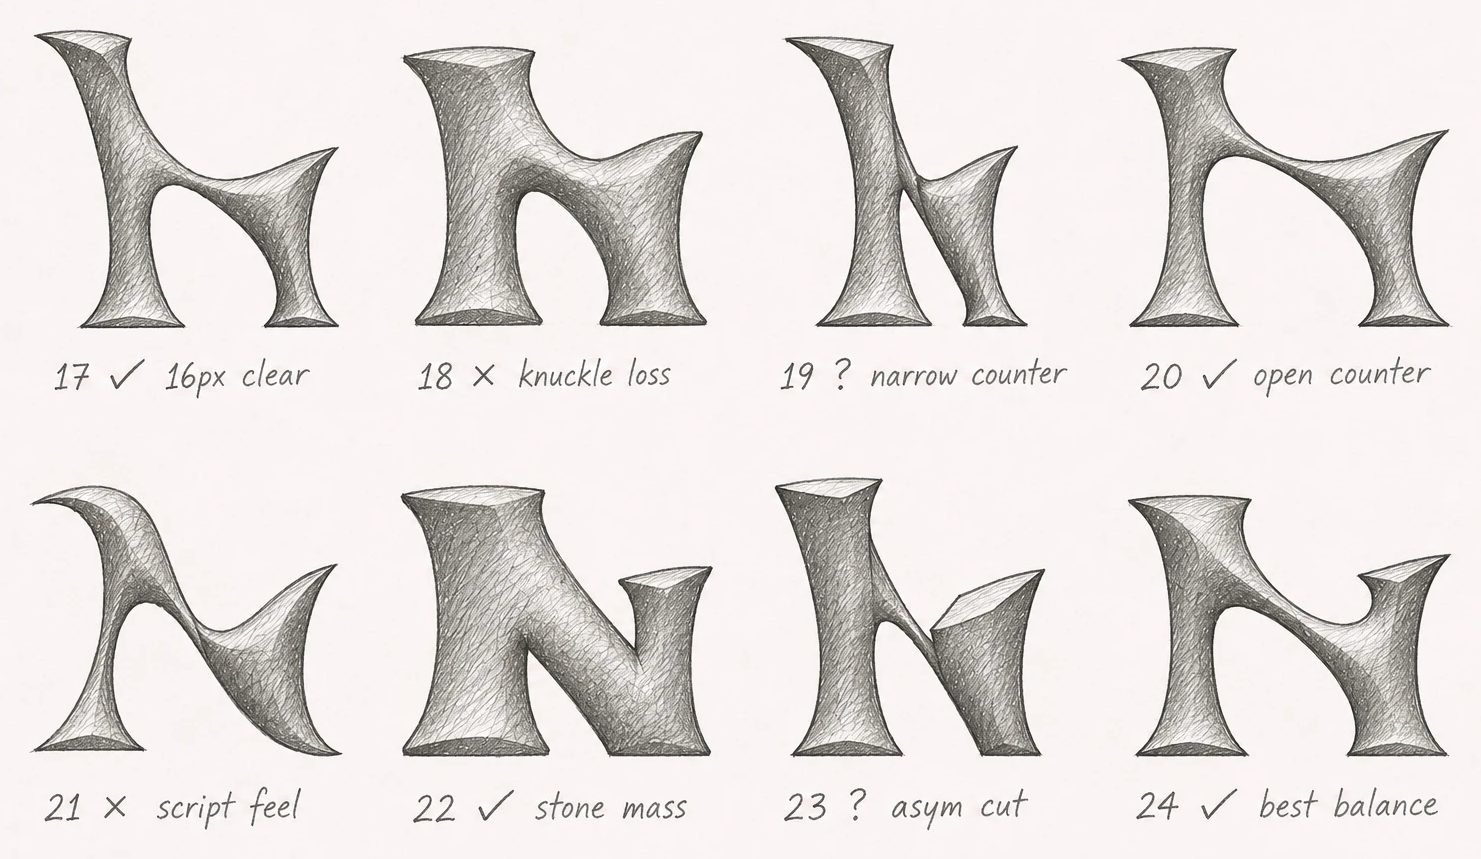 17 ✓ 16px clear
18 × knuckle loss
19 ? narrow counter
20 ✓ open counter
21 × script feel
22 ✓ stone mass
23 ? asym cut
24 ✓ best balance